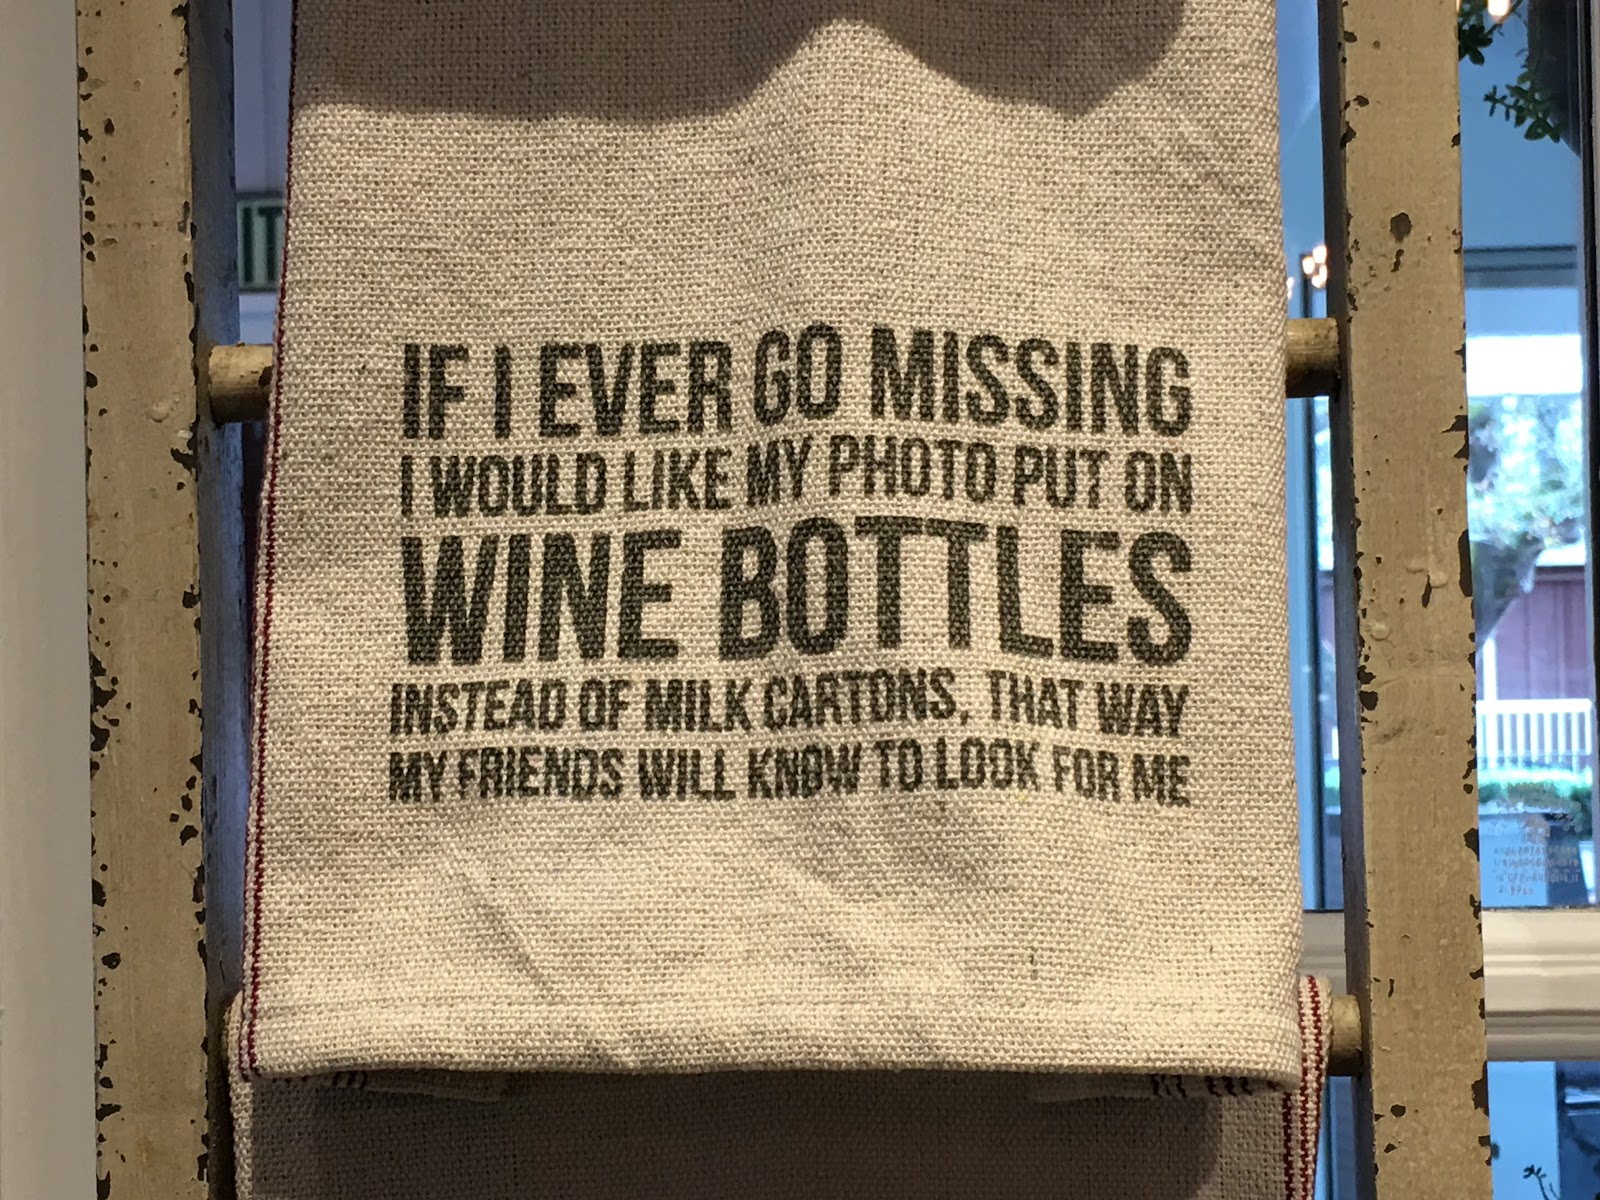 IF I EVER GO MISSING
I WOULD LIKE MY PHOTO PUT ON
WINE BOTTLES
INSTEAD OF MILK CARTONS, THAT WAY
MY FRIENDS WILL KNOW TO LOOK FOR ME
IT